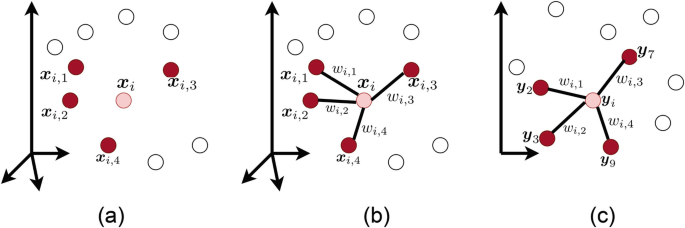 x_{i,1}
x_i
x_{i,3}
x_{i,2}
x_{i,4}
(a)
x_{i,1}
w_{i,1}
x_i
x_{i,3}
w_{i,3}
x_{i,2}
w_{i,2}
w_{i,4}
x_{i,4}
(b)
y_7
w_{i,3}
y_2
w_{i,1}
y_i
w_{i,2}
w_{i,4}
y_3
y_9
(c)